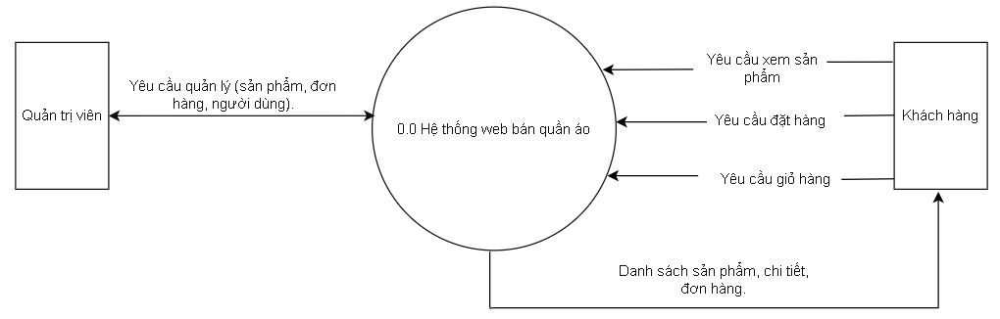 Quản trị viên
Yêu cầu quản lý (sản phẩm, đơn
hàng, người dùng).
0.0 Hệ thống web bán quần áo
Yêu cầu xem sản
phẩm
Yêu cầu đặt hàng
Yêu cầu giỏ hàng
Khách hàng
Danh sách sản phẩm, chi tiết,
đơn hàng.